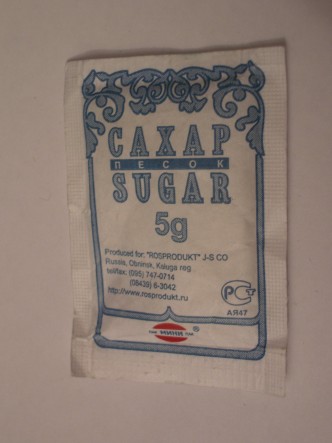 САХАР
ПЕСОК
SUGAR
5g
Produced for: "ROSPRODUKT" J-S CO
Russia, Obninsk, Kaluga reg.
tel/fax: (095) 747-0714
(08439) 6-3042
http://www.rosprodukt.ru
РСТ
АЯ47
®